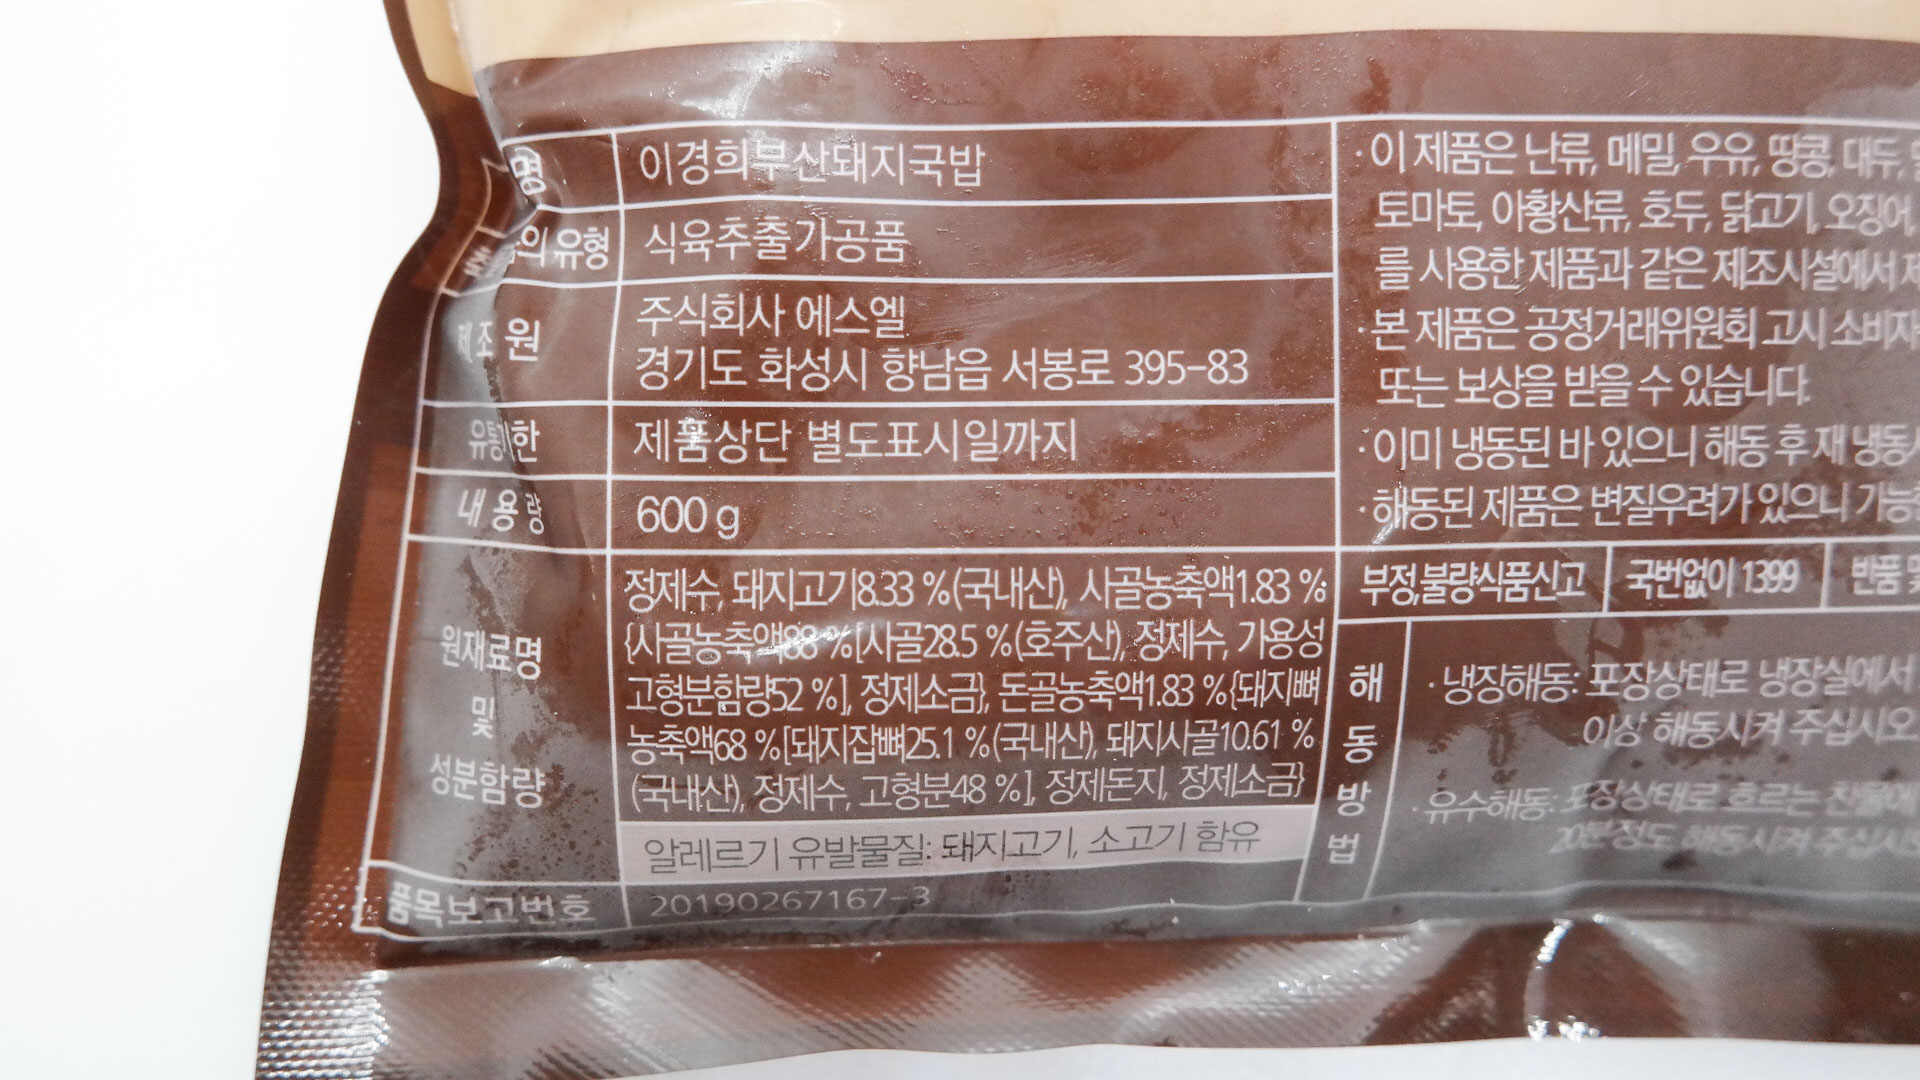 명 이경희부산돼지국밥
의 유형 식육추출가공품
제조원 주식회사 에스엘
경기도 화성시 향남읍 서봉로 395-83
유통기한 제품상단 별도표시일까지
내용량 600 g
원재료명
및
성분함량
정제수, 돼지고기8.33 %(국내산), 사골농축액1.83 %
{사골농축액88 %[사골28.5 %(호주산), 정제수, 가용성
고형분함량52 %], 정제소금}, 돈골농축액1.83 %{돼지뼈
농축액68 %[돼지잡뼈25.1 %(국내산), 돼지사골10.61 %
(국내산), 정제수, 고형분48 %], 정제돈지, 정제소금}
알레르기 유발물질: 돼지고기, 소고기 함유
품목보고번호 20190267167-3
·이 제품은 난류, 메밀, 우유, 땅콩, 대두,
토마토, 아황산류, 호두, 닭고기, 오징어,
를 사용한 제품과 같은 제조시설에서
·본 제품은 공정거래위원회 고시 소비자
또는 보상을 받을 수 있습니다.
·이미 냉동된 바 있으니 해동 후 재 냉동
·해동된 제품은 변질우려가 있으니
부정,불량식품신고 국번없이 1399 반품
해동방법
·냉장해동: 포장상태로 냉장실에서
이상 해동시켜 주십시오
·유수해동: 포장상태로 흐르는 찬물에
20분정도 해동시켜 주십시오